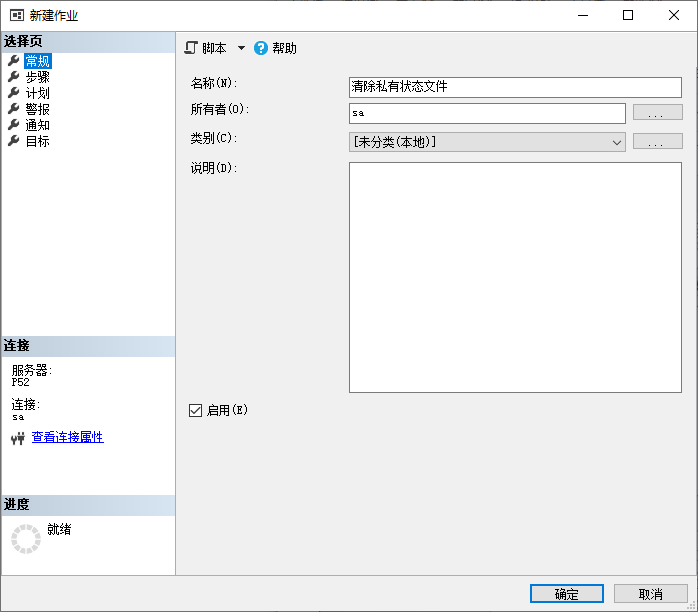 新建作业
选择页
常规
步骤
计划
警报
通知
目标
连接
服务器:
P52
连接:
sa
查看连接属性
进度
就绪
脚本 帮助
名称(N): 清除私有状态文件
所有者(O): sa ...
类别(C): [未分类(本地)] ...
说明(D):
启用(E)
确定 取消